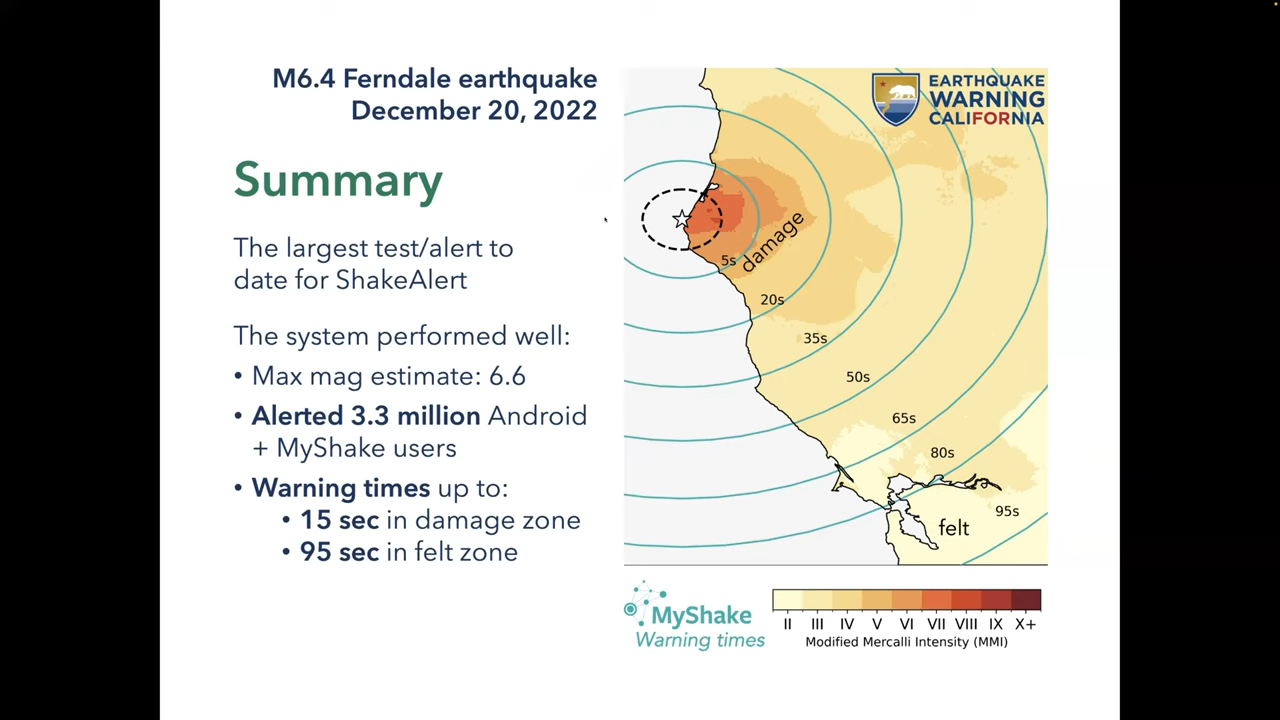 M6.4 Ferndale earthquake
December 20, 2022
Summary
The largest test/alert to
date for ShakeAlert
The system performed well:
• Max mag estimate: 6.6
• Alerted 3.3 million Android
+ MyShake users
• Warning times up to:
• 15 sec in damage zone
• 95 sec in felt zone
EARTHQUAKE
WARNING
CALIFORNIA
damage
5s
20s
35s
50s
65s
80s
95s
felt
MyShake
Warning times
II III IV V VI VII VIII IX X+
Modified Mercalli Intensity (MMI)